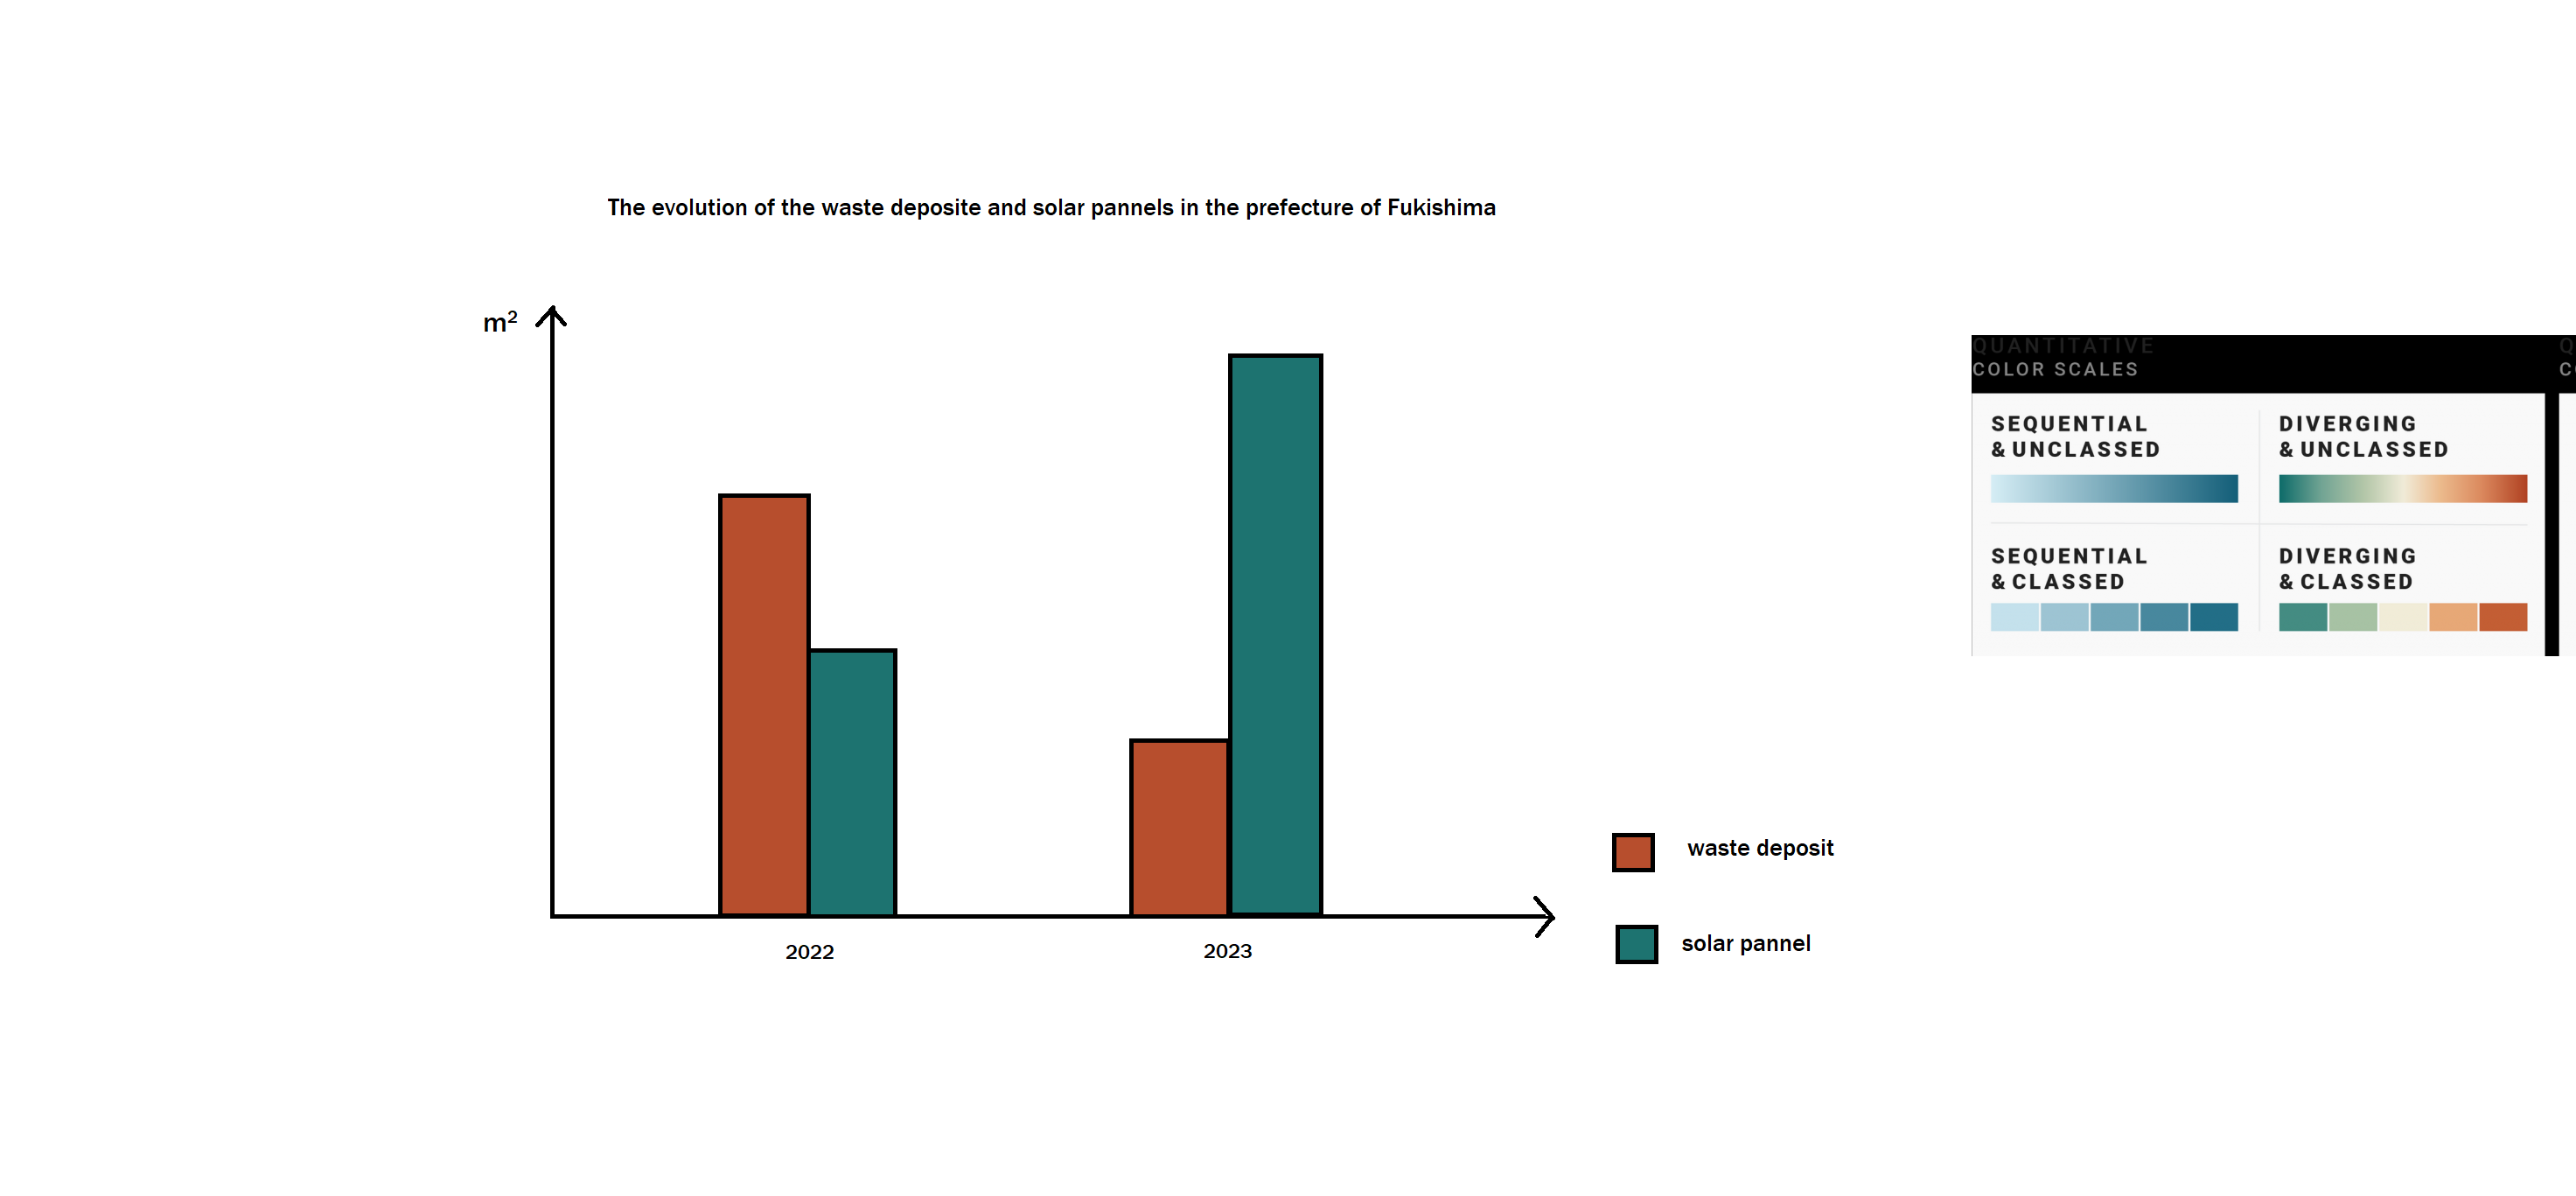 The evolution of the waste deposite and solar pannels in the prefecture of Fukishima
m²
2022
2023
waste deposit
solar pannel
QUANTITATIVE
COLOR SCALES
SEQUENTIAL
& UNCLASSED
DIVERGING
& UNCLASSED
SEQUENTIAL
& CLASSED
DIVERGING
& CLASSED